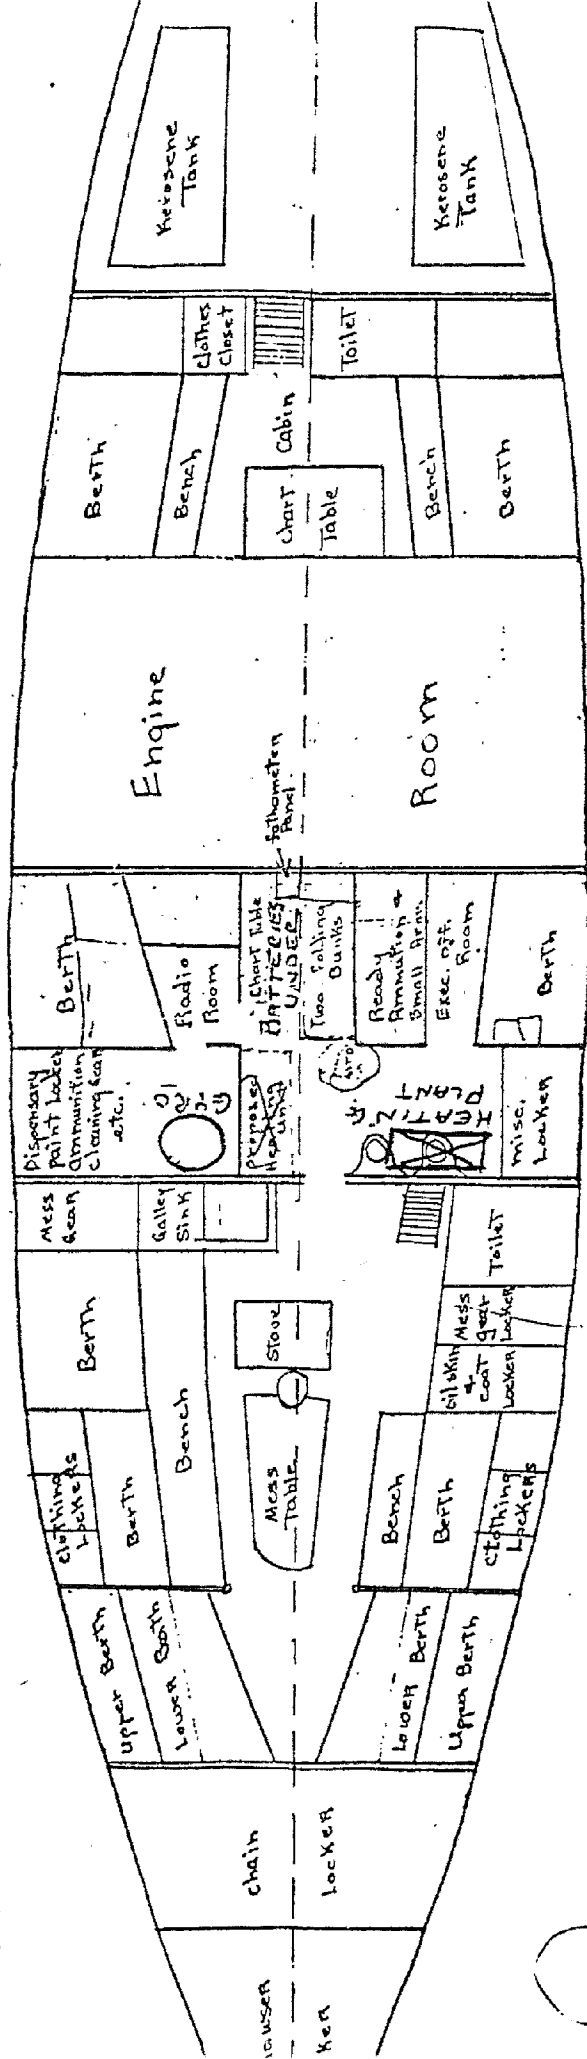 Kerosene
Tank
Kerosene
Tank
Clothes
Closet
Toilet
Berth
Bench
Cabin
Chart
Table
Bench
Berth
Engine
Room
fathometer
Panel
Berth
Radio
Room
Chart Table
BATTERIES
UNDER
Two Folding
Bunks
Ready
Ammution &
Small Arms
Exec. off.
Room
Berth
Dispensary
paint Locker
ammunition
cleaning Gear
etc.
Proposed
Heating
Unit
HEATING
PLANT
misc.
Locker
Mess
Gear
Galley
Sink
Toilet
Berth
Stove
Mess
gear
Locker
Oilskin
&
coat
Locker
Bench
Mess
Table
Clothing
Lockers
Berth
Bench
Berth
Clothing
Lockers
Upper Berth
Lower Berth
Lower Berth
Upper Berth
chain
Locker